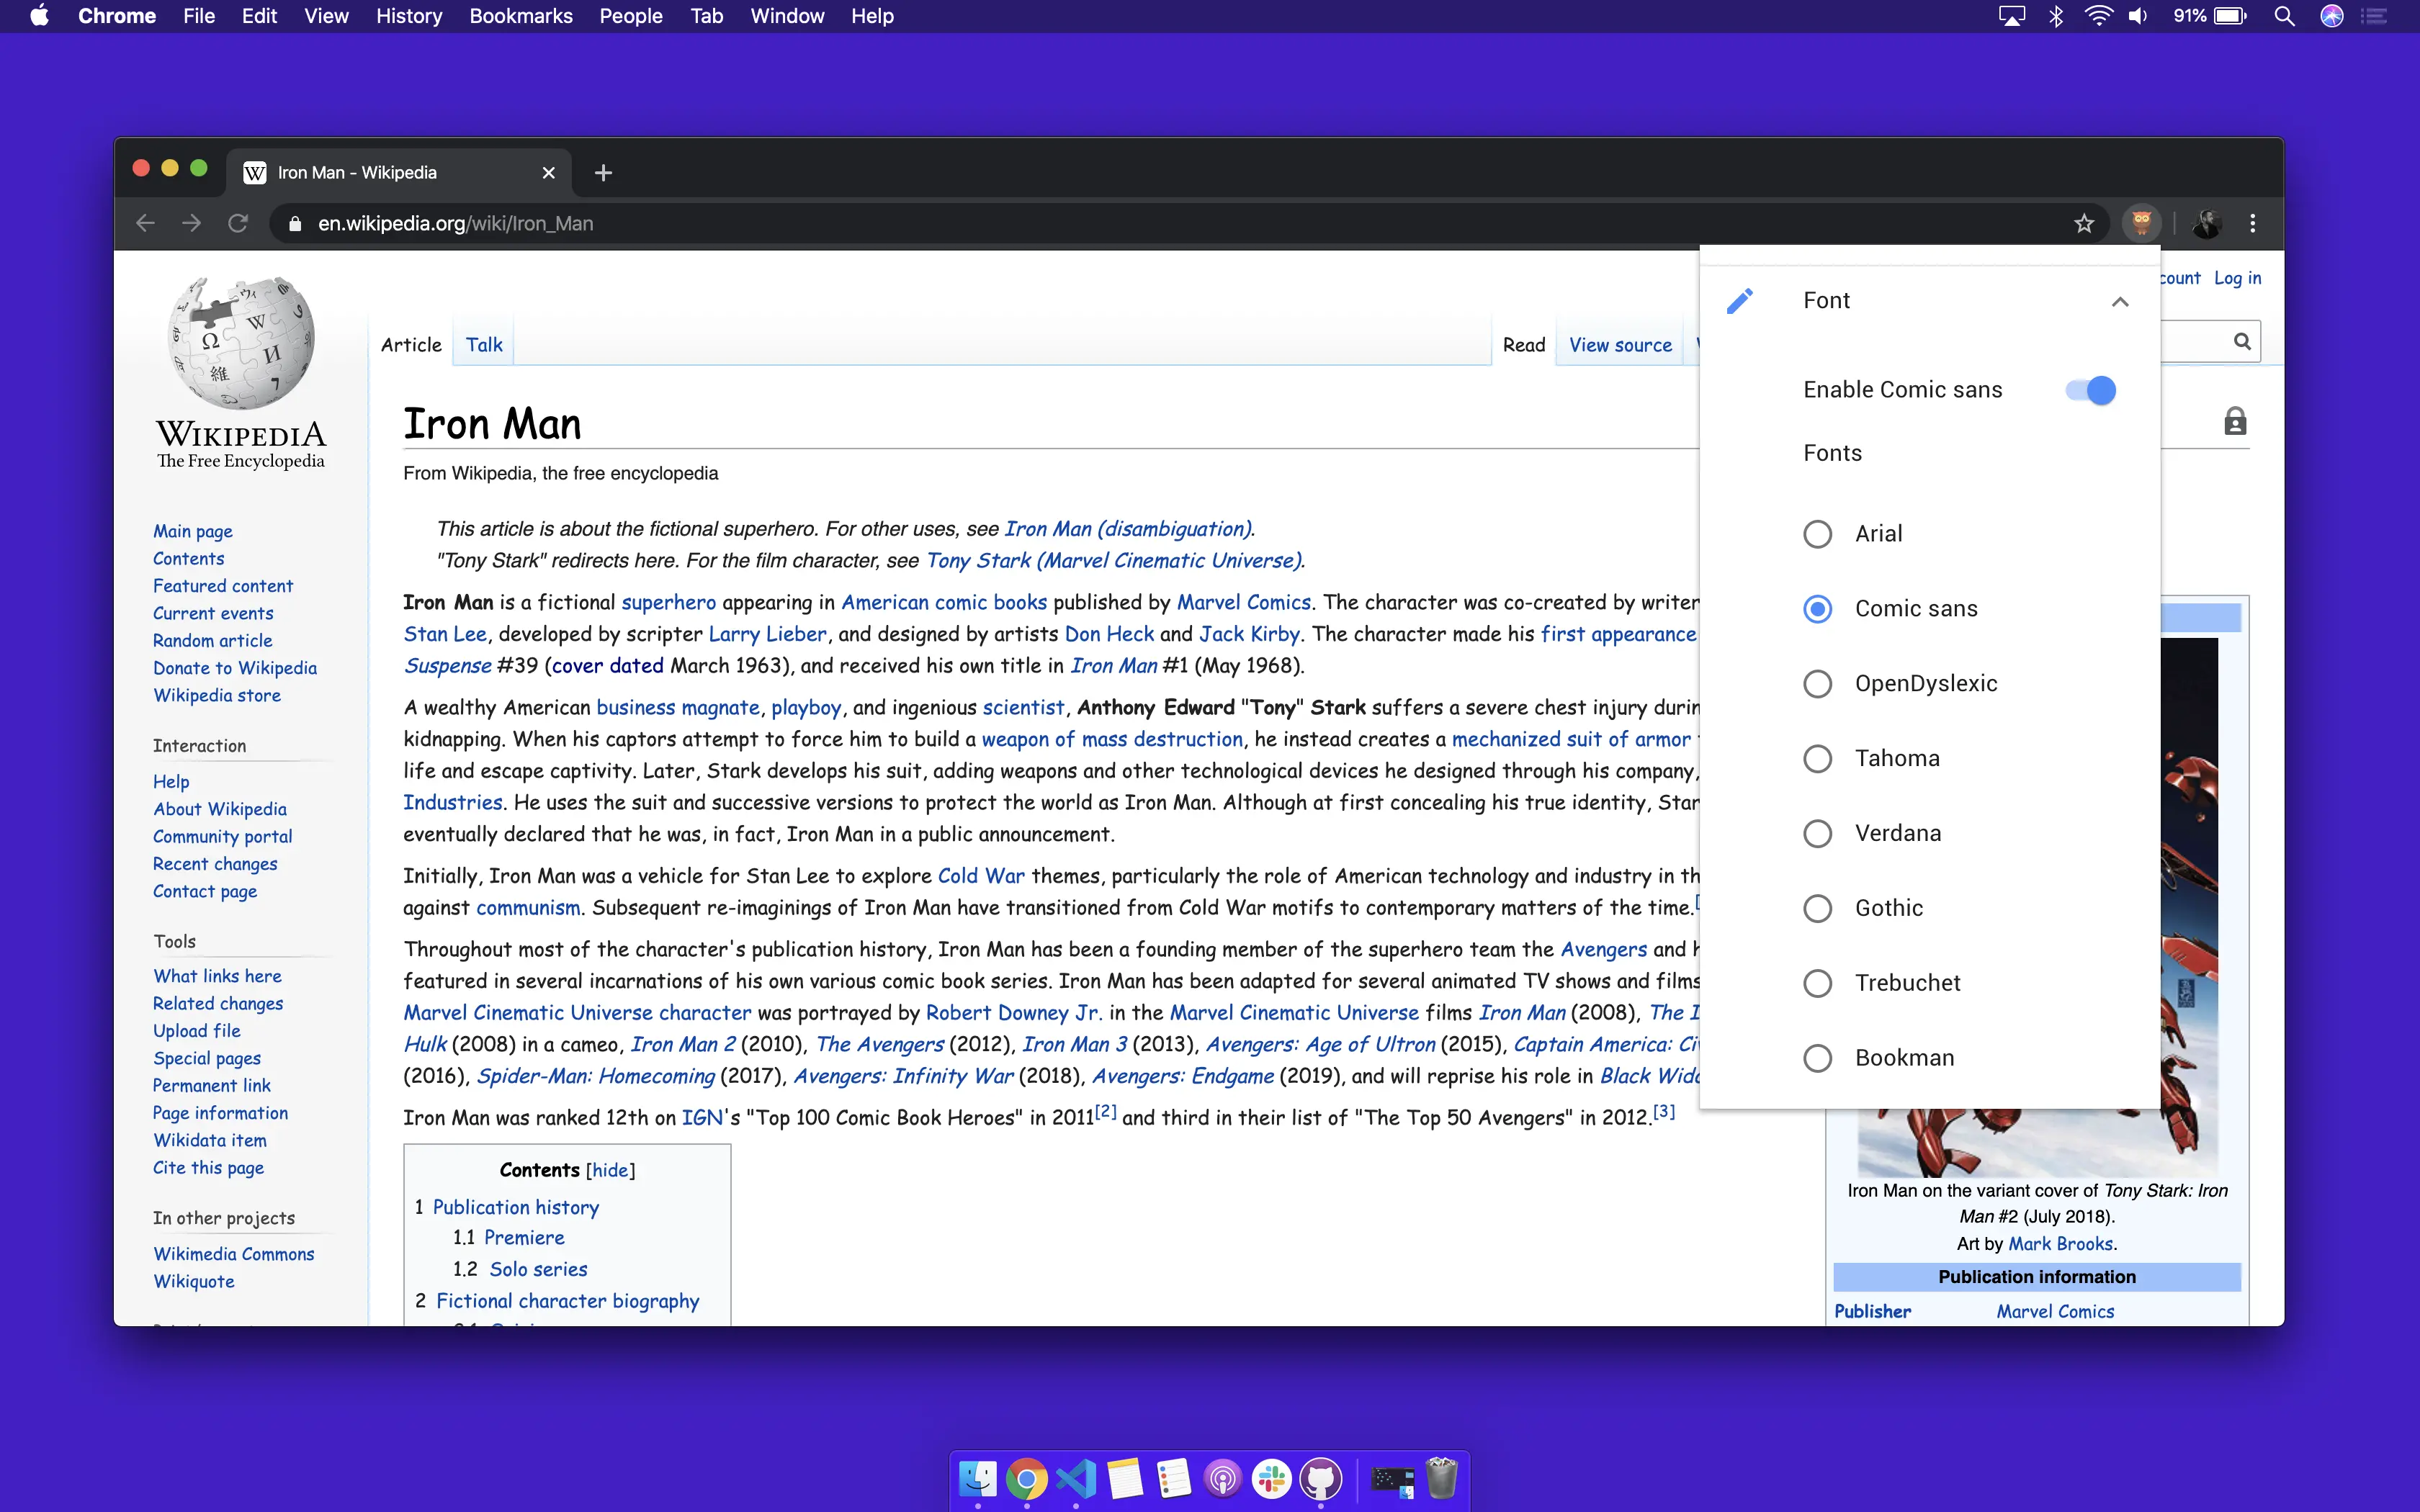 Chrome File Edit View History Bookmarks People Tab Window Help
91%
Iron Man - Wikipedia
en.wikipedia.org/wiki/Iron_Man
WIKIPEDIA
The Free Encyclopedia
Main page
Contents
Featured content
Current events
Random article
Donate to Wikipedia
Wikipedia store
Interaction
Help
About Wikipedia
Community portal
Recent changes
Contact page
Tools
What links here
Related changes
Upload file
Special pages
Permanent link
Page information
Wikidata item
Cite this page
In other projects
Wikimedia Commons
Wikiquote
count Log in
Article Talk
Read View source
Iron Man
From Wikipedia, the free encyclopedia
This article is about the fictional superhero. For other uses, see Iron Man (disambiguation).
"Tony Stark" redirects here. For the film character, see Tony Stark (Marvel Cinematic Universe).
Iron Man is a fictional superhero appearing in American comic books published by Marvel Comics. The character was co-created by writer
Stan Lee, developed by scripter Larry Lieber, and designed by artists Don Heck and Jack Kirby. The character made his first appearance
Suspense #39 (cover dated March 1963), and received his own title in Iron Man #1 (May 1968).
A wealthy American business magnate, playboy, and ingenious scientist, Anthony Edward "Tony" Stark suffers a severe chest injury durin
kidnapping. When his captors attempt to force him to build a weapon of mass destruction, he instead creates a mechanized suit of armor
life and escape captivity. Later, Stark develops his suit, adding weapons and other technological devices he designed through his company,
Industries. He uses the suit and successive versions to protect the world as Iron Man. Although at first concealing his true identity, Star
eventually declared that he was, in fact, Iron Man in a public announcement.
Initially, Iron Man was a vehicle for Stan Lee to explore Cold War themes, particularly the role of American technology and industry in th
against communism. Subsequent re-imaginings of Iron Man have transitioned from Cold War motifs to contemporary matters of the time.[
Throughout most of the character's publication history, Iron Man has been a founding member of the superhero team the Avengers and h
featured in several incarnations of his own various comic book series. Iron Man has been adapted for several animated TV shows and films
Marvel Cinematic Universe character was portrayed by Robert Downey Jr. in the Marvel Cinematic Universe films Iron Man (2008), The I
Hulk (2008) in a cameo, Iron Man 2 (2010), The Avengers (2012), Iron Man 3 (2013), Avengers: Age of Ultron (2015), Captain America: Civ
(2016), Spider-Man: Homecoming (2017), Avengers: Infinity War (2018), Avengers: Endgame (2019), and will reprise his role in Black Wido
Iron Man was ranked 12th on IGN's "Top 100 Comic Book Heroes" in 2011[2] and third in their list of "The Top 50 Avengers" in 2012.[3]
Contents [hide]
1 Publication history
1.1 Premiere
1.2 Solo series
2 Fictional character biography
Font
Enable Comic sans
Fonts
Arial
Comic sans
OpenDyslexic
Tahoma
Verdana
Gothic
Trebuchet
Bookman
Iron Man on the variant cover of Tony Stark: Iron
Man #2 (July 2018).
Art by Mark Brooks.
Publication information
Publisher Marvel Comics